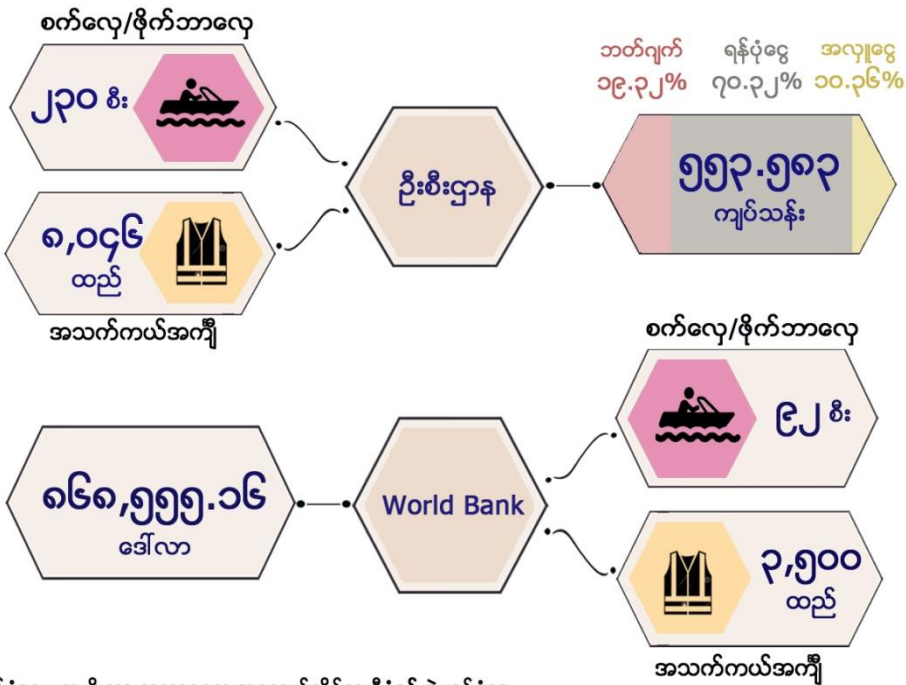 စက်လှေ/ဖိုက်ဘာလှေ
၂၃၀ စီး
ဘတ်ဂျက် ရန်ပုံငွေ အလှူငွေ
၁၉.၃၂% ၇၀.၃၂% ၁၀.၃၆%
ဦးစီးဌာန
၅၅၃.၅၈၃
ကျပ်သန်း
၈,၀၄၆
ထည်
အသက်ကယ်အင်္ကျီ
စက်လှေ/ဖိုက်ဘာလှေ
၉၂ စီး
၈၆၈,၅၅၅.၁၆
ဒေါ်လာ
World Bank
၃,၅၀၀
ထည်
အသက်ကယ်အင်္ကျီ